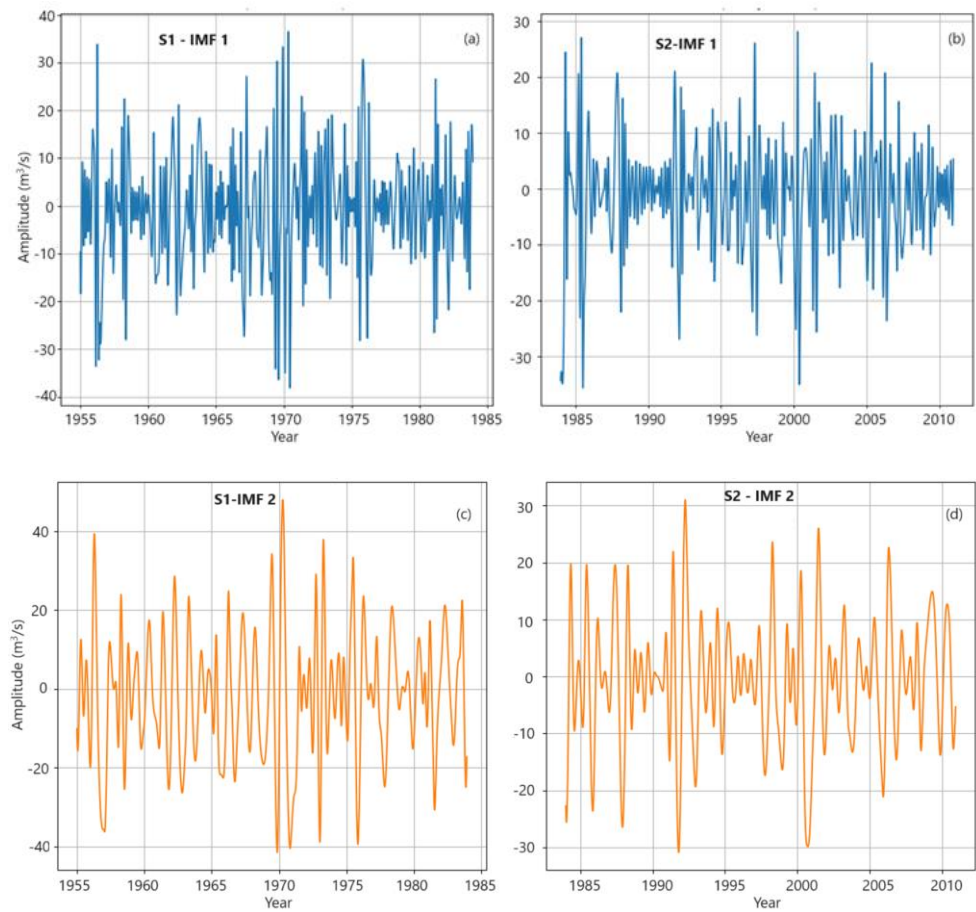 S1 - IMF 1
(a)
40
30
20
10
0
-10
-20
-30
-40
Amplitude (m³/s)
1955 1960 1965 1970 1975 1980 1985
Year
S2-IMF 1
(b)
30
20
10
0
-10
-20
-30
1985 1990 1995 2000 2005 2010
Year
S1-IMF 2
(c)
40
20
0
-20
-40
Amplitude (m³/s)
1955 1960 1965 1970 1975 1980 1985
Year
S2 - IMF 2
(d)
30
20
10
0
-10
-20
-30
1985 1990 1995 2000 2005 2010
Year